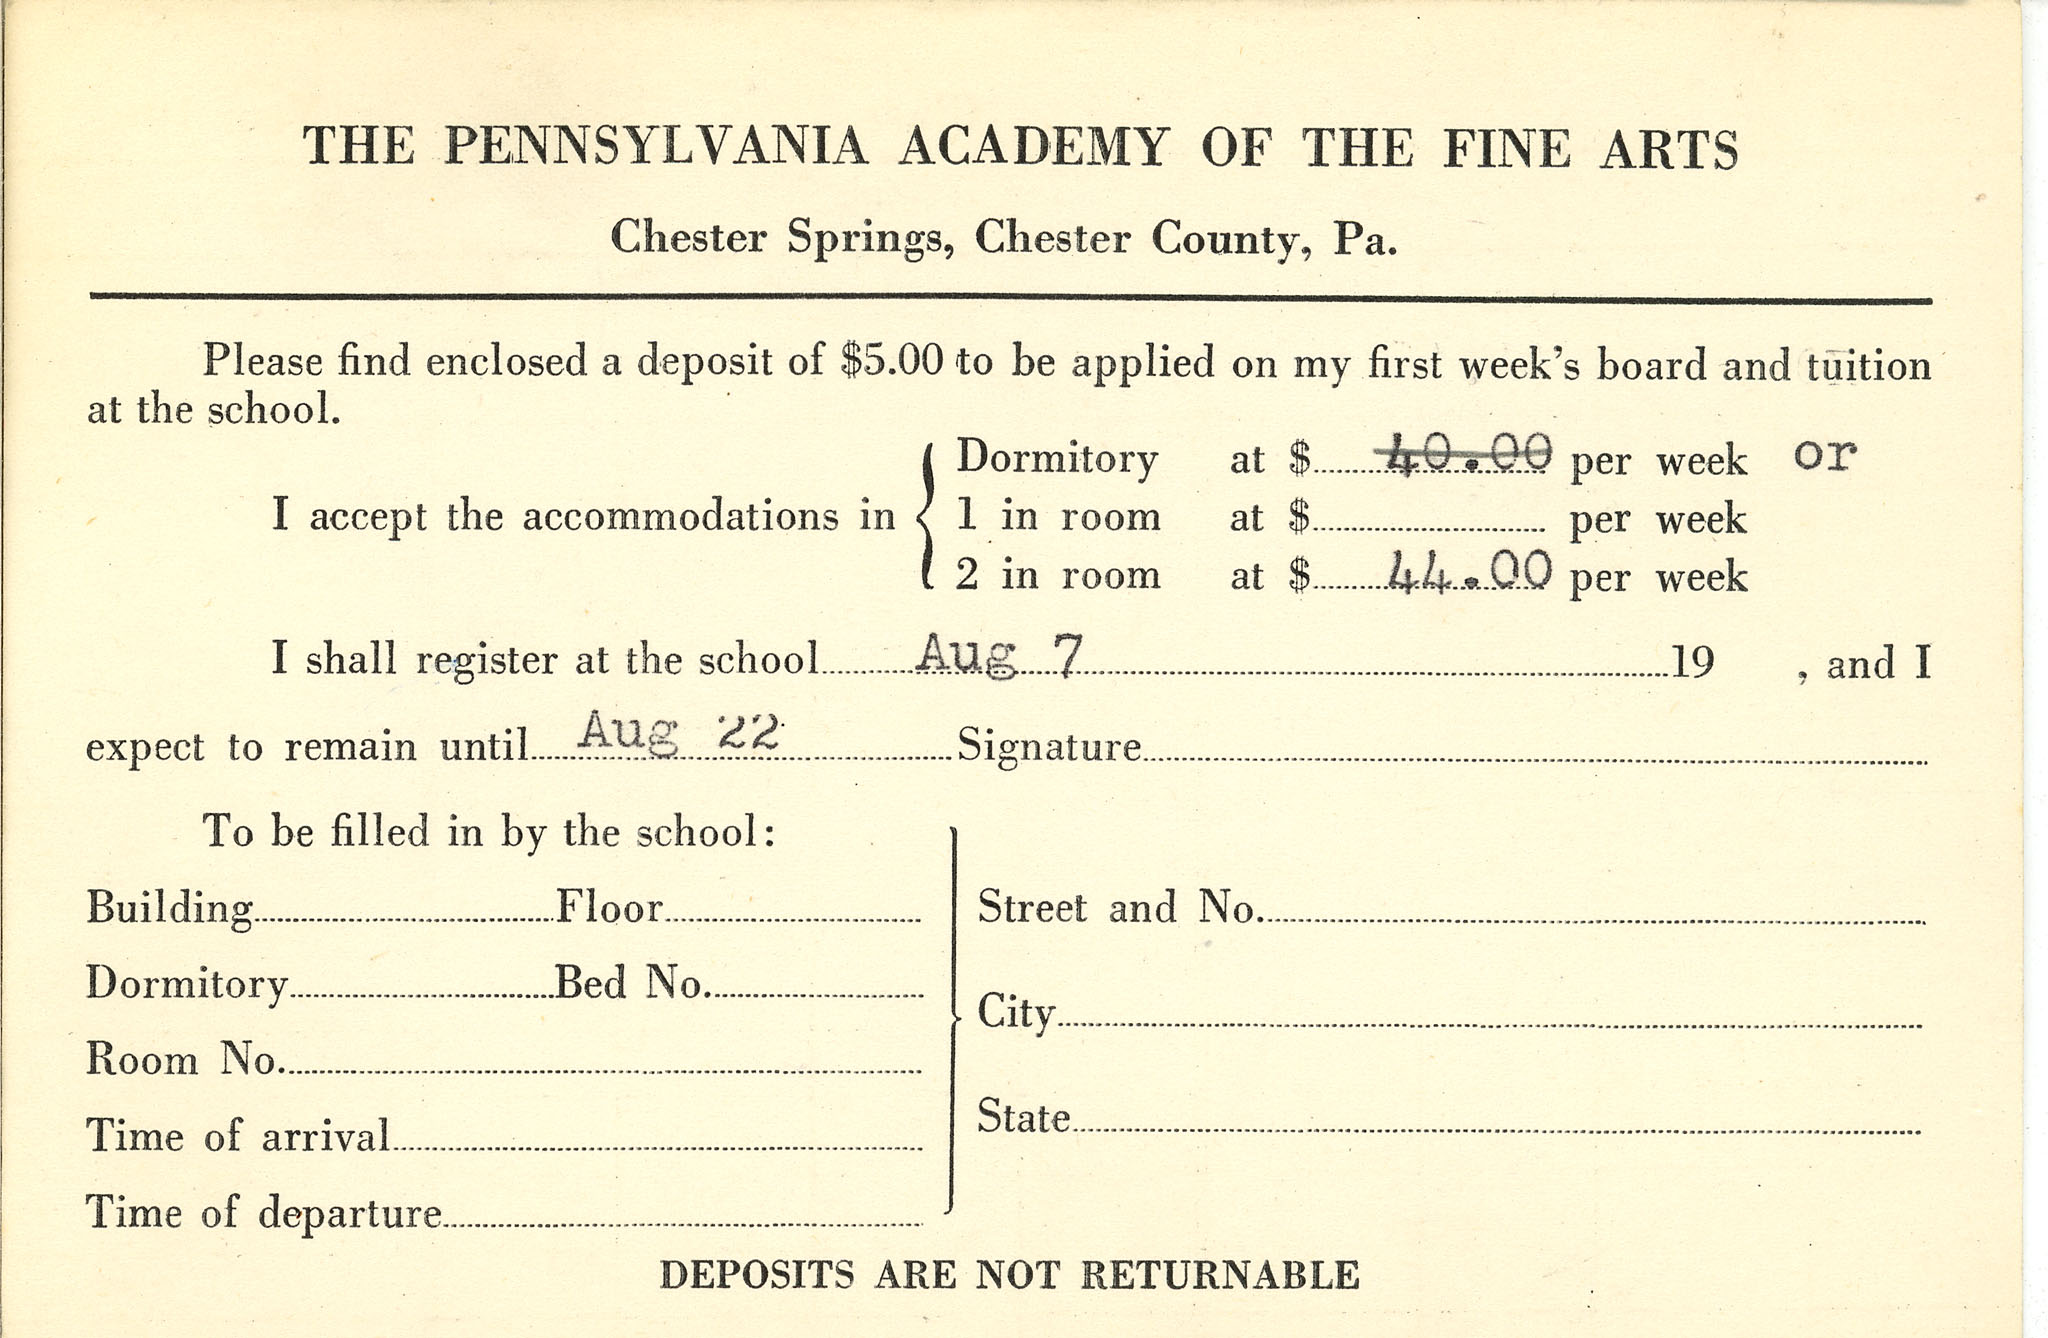 THE PENNSYLVANIA ACADEMY OF THE FINE ARTS
Chester Springs, Chester County, Pa.
Please find enclosed a deposit of $5.00 to be applied on my first week's board and tuition
at the school.
Dormitory at $ 40.00 per week or
I accept the accommodations in { 1 in room at $ per week
2 in room at $ 44.00 per week
I shall register at the school Aug 7 19 , and I
expect to remain until Aug 22 Signature
To be filled in by the school:
Building Floor
Dormitory Bed No.
Room No.
Time of arrival
Time of departure
Street and No.
City
State
DEPOSITS ARE NOT RETURNABLE